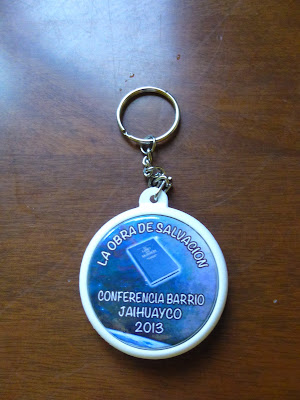 LA OBRA DE SALVACION
CONFERENCIA BARRIO
JAIHUAYCO
2013